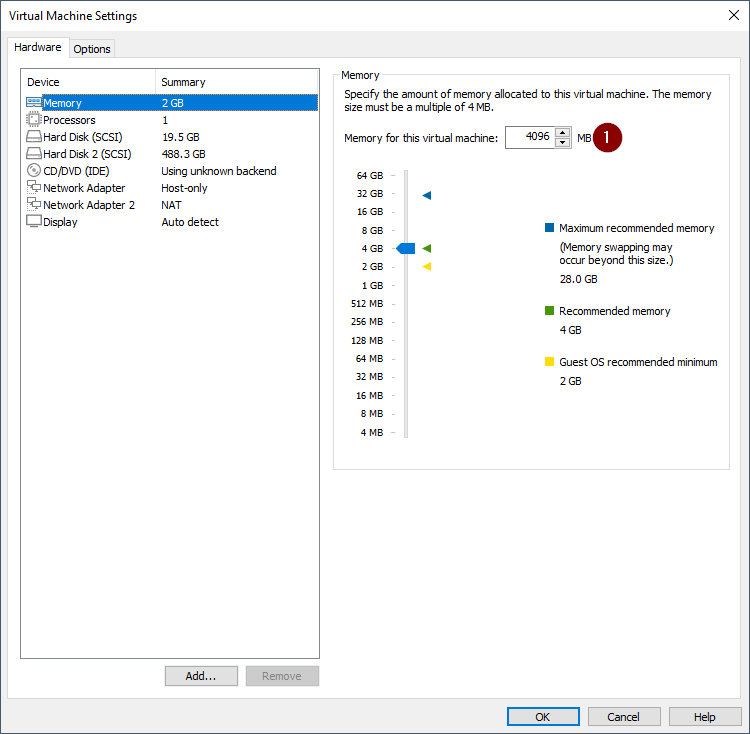 Virtual Machine Settings
Hardware
Options
Device Summary
Memory 2 GB
Processors 1
Hard Disk (SCSI) 19.5 GB
Hard Disk 2 (SCSI) 488.3 GB
CD/DVD (IDE) Using unknown backend
Network Adapter Host-only
Network Adapter 2 NAT
Display Auto detect
Add...
Remove
Memory
Specify the amount of memory allocated to this virtual machine. The memory
size must be a multiple of 4 MB.
Memory for this virtual machine: 4096 MB 1
64 GB
32 GB
16 GB
8 GB
4 GB
2 GB
1 GB
512 MB
256 MB
128 MB
64 MB
32 MB
16 MB
8 MB
4 MB
Maximum recommended memory
(Memory swapping may
occur beyond this size.)
28.0 GB
Recommended memory
4 GB
Guest OS recommended minimum
2 GB
OK
Cancel
Help